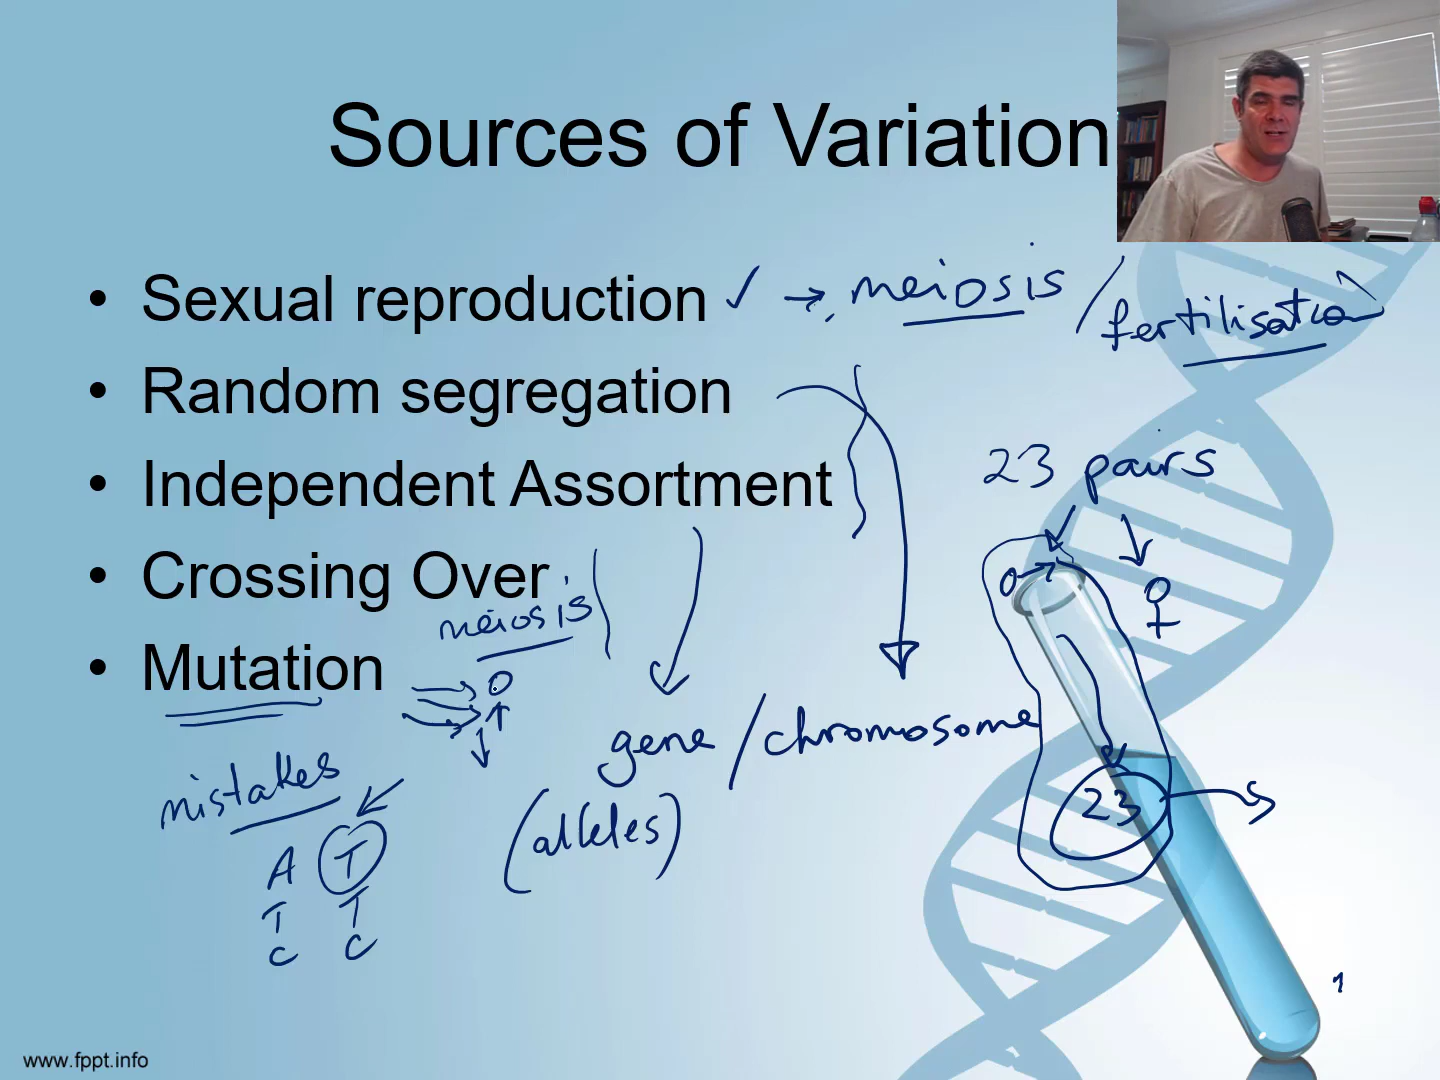 Sources of Variation
• Sexual reproduction ✓ → meiosis / fertilisation
• Random segregation
23 pairs
• Independent Assortment
• Crossing Over
meiosis
• Mutation
♀
gene / chromosome
mistakes
23
(alleles)
A T
T T
C C
1
www.fppt.info